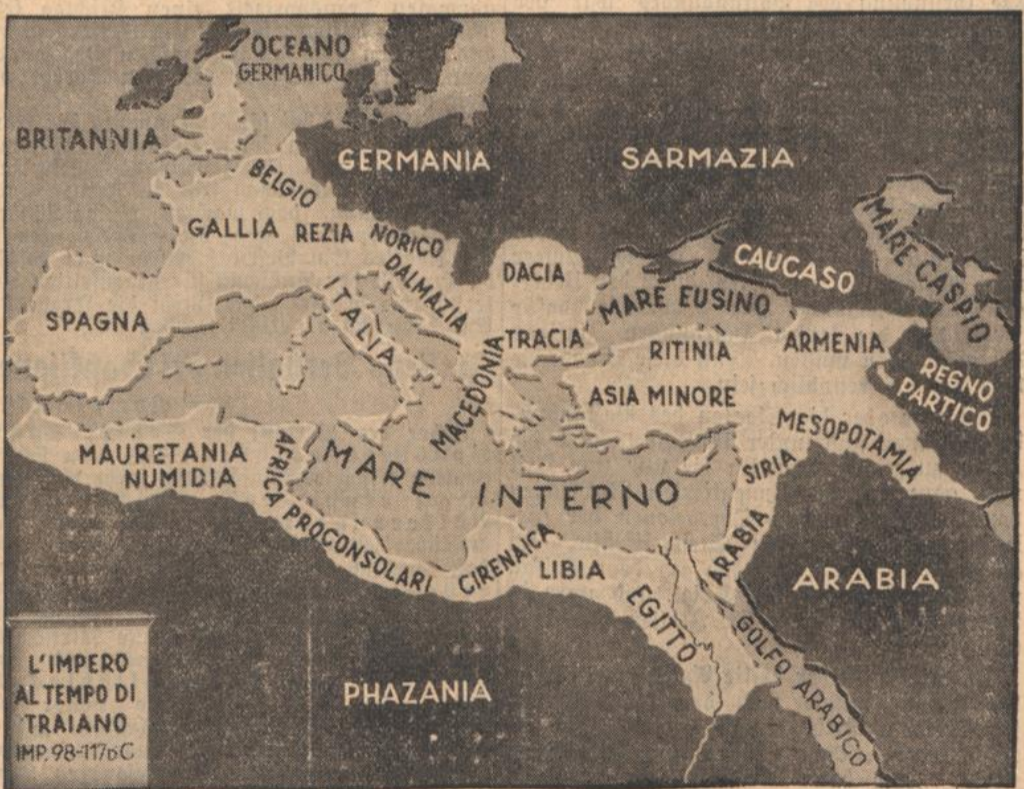 OCEANO
GERMANICO
BRITANNIA
GERMANIA
SARMAZIA
BELGIO
GALLIA
REZIA
NORICO
DALMAZIA
DACIA
CAUCASO
MARE CASPIO
MARE EUSINO
SPAGNA
ITALIA
TRACIA
RITINIA
ARMENIA
MACEDONIA
ASIA MINORE
REGNO
PARTICO
MESOPOTAMIA
MAURETANIA
NUMIDIA
AFRICA PROCONSOLARI
MARE INTERNO
SIRIA
CIRENAICA
LIBIA
EGITTO
ARABIA
ARABIA
GOLFO ARABICO
PHAZANIA
L'IMPERO
AL TEMPO DI
TRAIANO
IMP. 98-117 D C